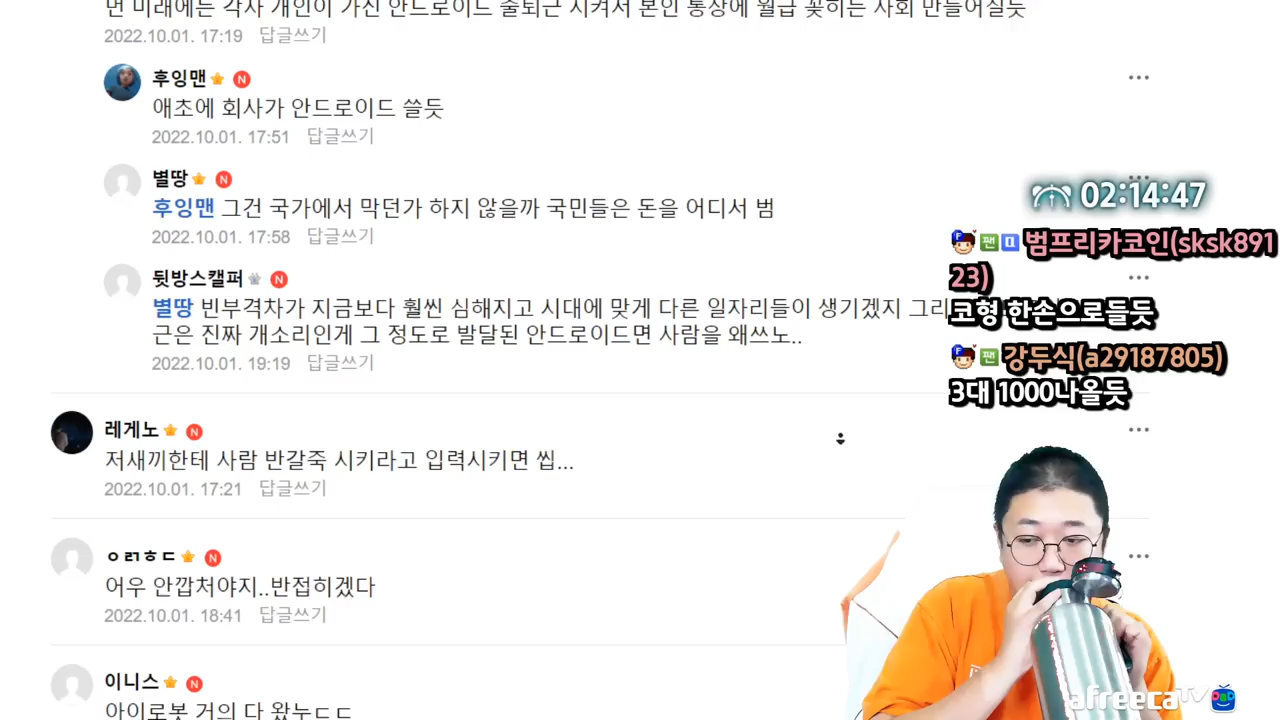 먼 미래에는 각자 개인이 가진 안드로이드 출퇴근 시켜서 본인 통장에 월급 꽂히는 사회 만들어질듯
2022.10.01. 17:19 답글쓰기
후잉맨 N
애초에 회사가 안드로이드 쓸듯
2022.10.01. 17:51 답글쓰기
별땅 N
후잉맨 그건 국가에서 막던가 하지 않을까 국민들은 돈을 어디서 범
2022.10.01. 17:58 답글쓰기
뒷방스캘퍼 N
별땅 빈부격차가 지금보다 훨씬 심해지고 시대에 맞게 다른 일자리들이 생기겠지 그리
근은 진짜 개소리인게 그 정도로 발달된 안드로이드면 사람을 왜쓰노..
2022.10.01. 19:19 답글쓰기
레게노 N
저새끼한테 사람 반갈죽 시키라고 입력시키면 씹...
2022.10.01. 17:21 답글쓰기
ㅇㄺㅎㄷ N
어우 안깝처야지..반접히겠다
2022.10.01. 18:41 답글쓰기
이니스 N
아이로봇 거의 다 왔누ㄷㄷ
02:14:47
F 팬 범프리카코인(sksk891
23)
코형 한손으로들듯
F 팬 강두식(a29187805)
3대 1000나올듯
afreecaTV